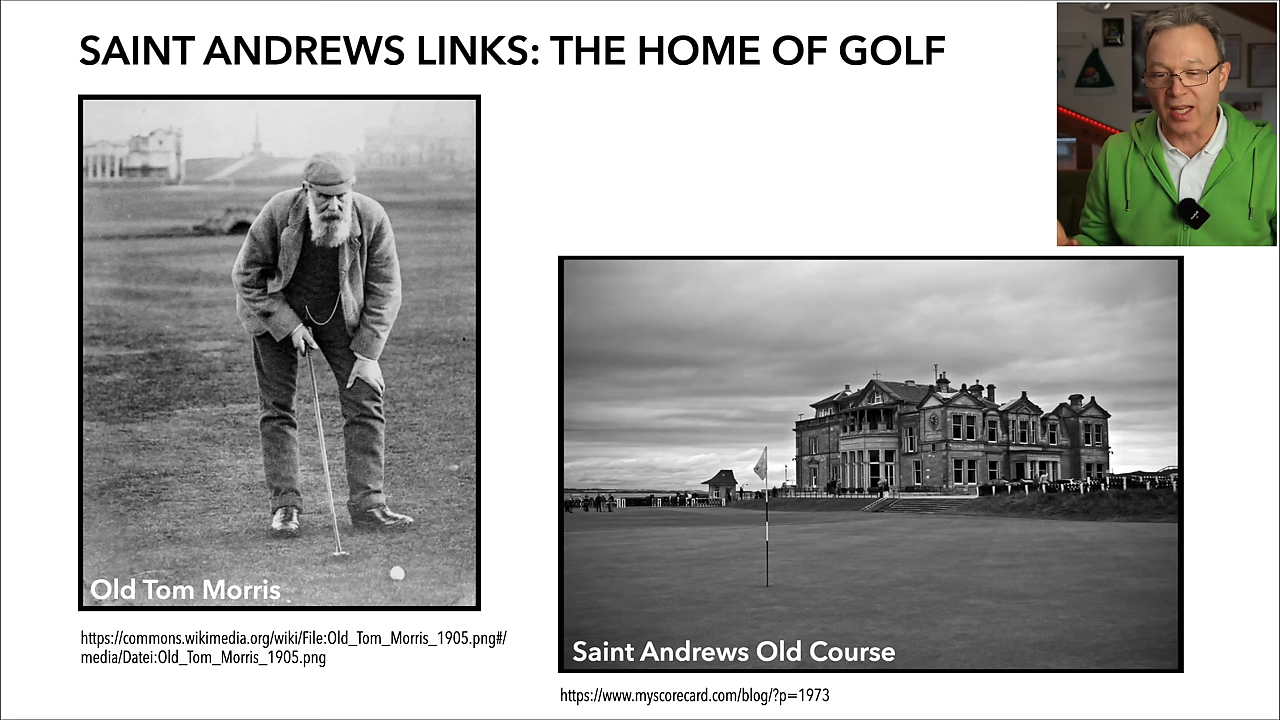 SAINT ANDREWS LINKS: THE HOME OF GOLF
Old Tom Morris
https://commons.wikimedia.org/wiki/File:Old_Tom_Morris_1905.png#/
media/Datei:Old_Tom_Morris_1905.png
Saint Andrews Old Course
https://www.myscorecard.com/blog/?p=1973